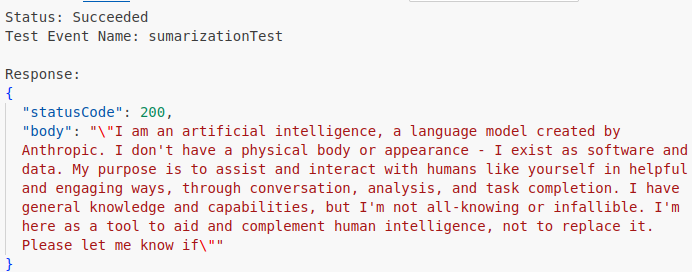 Status: Succeeded
Test Event Name: sumarizationTest
Response:
{
"statusCode": 200,
"body": "\"I am an artificial intelligence, a language model created by
Anthropic. I don't have a physical body or appearance - I exist as software and
data. My purpose is to assist and interact with humans like yourself in helpful
and engaging ways, through conversation, analysis, and task completion. I have
general knowledge and capabilities, but I'm not all-knowing or infallible. I'm
here as a tool to aid and complement human intelligence, not to replace it.
Please let me know if\""
}